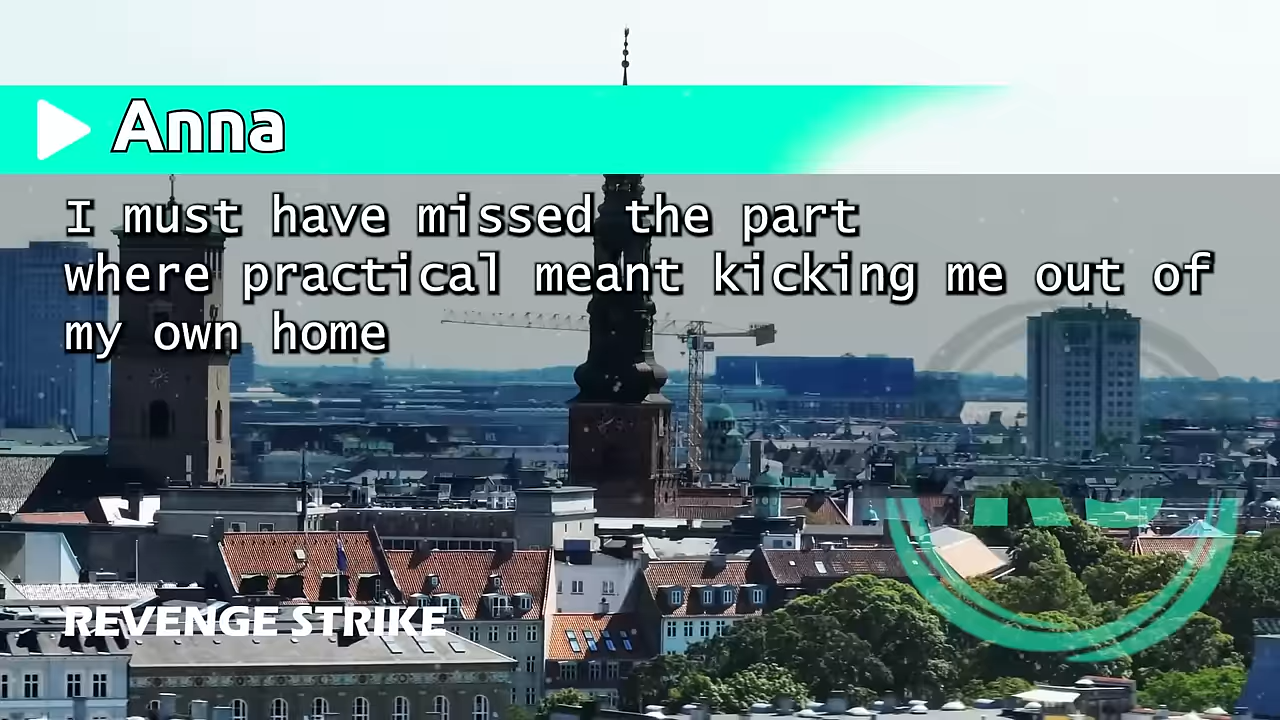 Anna
I must have missed the part
where practical meant kicking me out of
my own home
REVENGE STRIKE